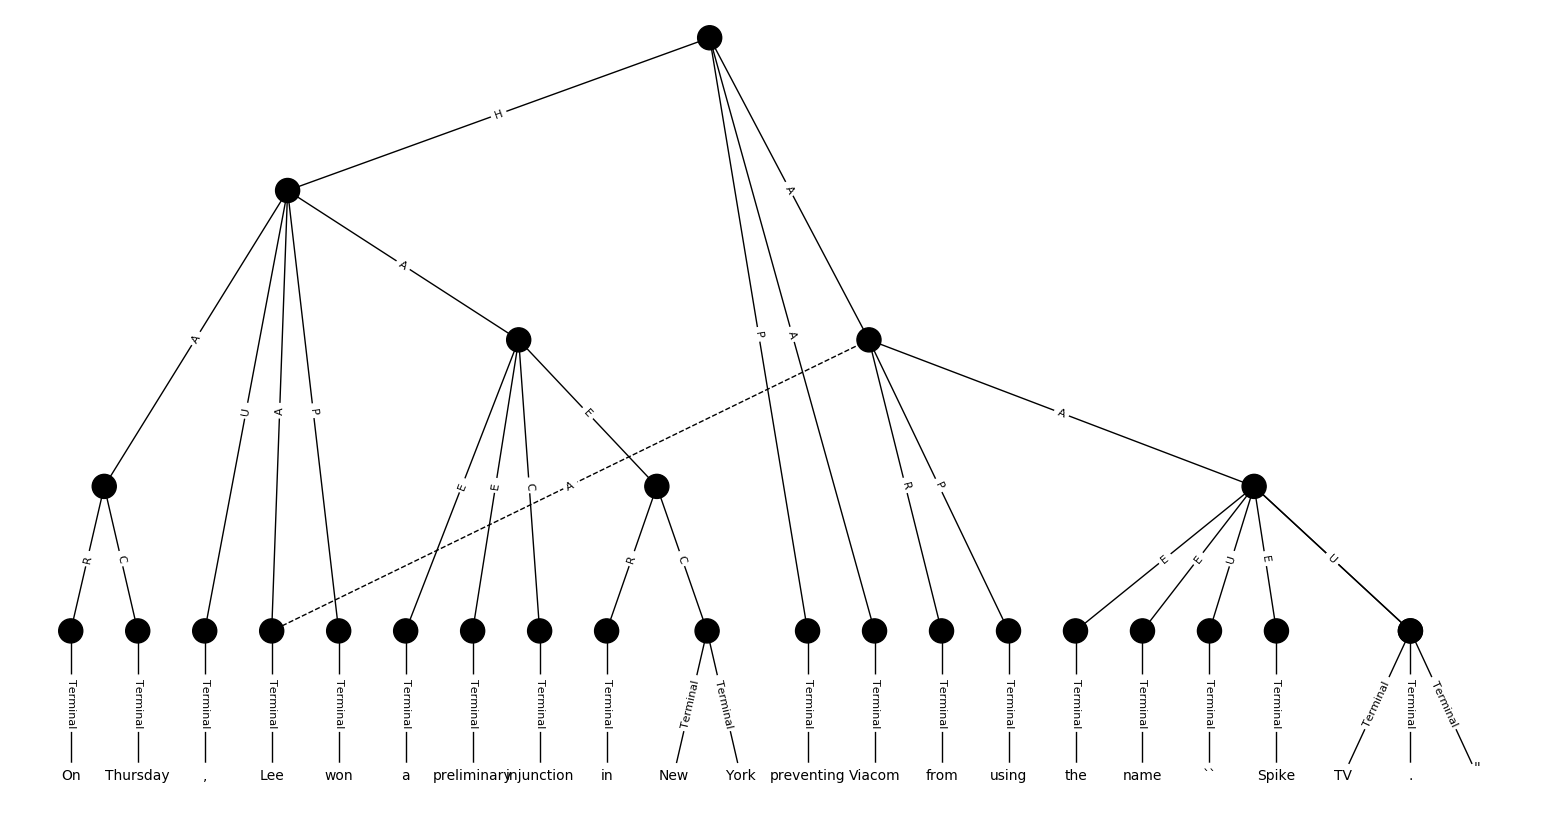 H
A
A
A
P
A
U
A
P
E
A
E
E
C
A
R
P
R
C
R
C
E
E
U
E
U
Terminal Terminal Terminal Terminal Terminal Terminal Terminal Terminal Terminal Terminal Terminal Terminal Terminal Terminal Terminal Terminal Terminal Terminal Terminal Terminal Terminal Terminal
On Thursday , Lee won a preliminary injunction in New York preventing Viacom from using the name `` Spike TV . "